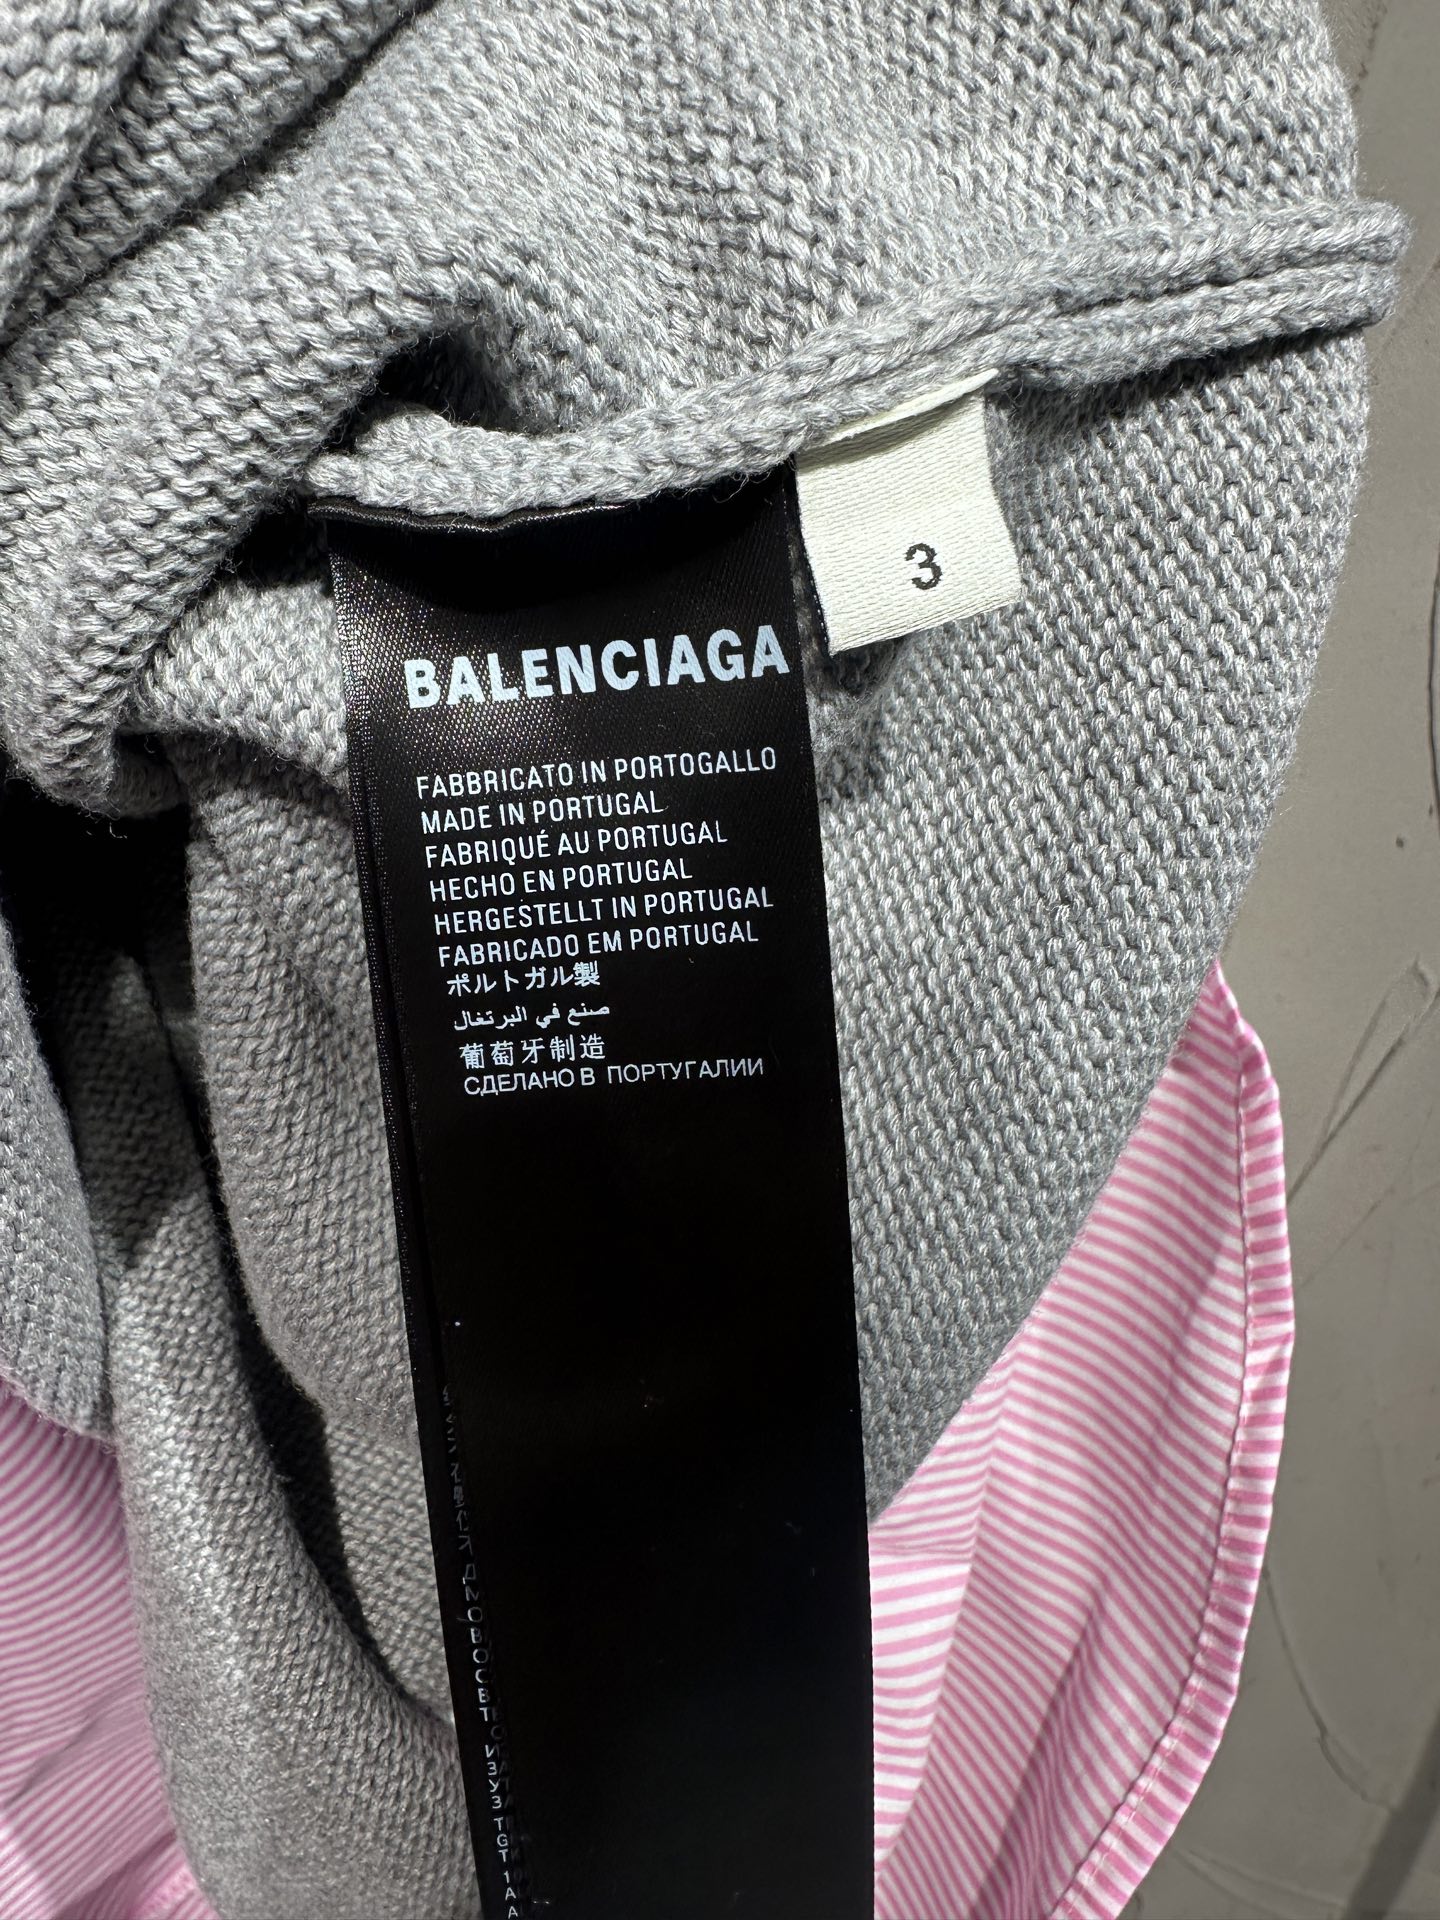 3
BALENCIAGA
FABBRICATO IN PORTOGALLO
MADE IN PORTUGAL
FABRIQUÉ AU PORTUGAL
HECHO EN PORTUGAL
HERGESTELLT IN PORTUGAL
FABRICADO EM PORTUGAL
ポルトガル製
صنع في البرتغال
葡萄牙制造
СДЕЛАНО В ПОРТУГАЛИИ